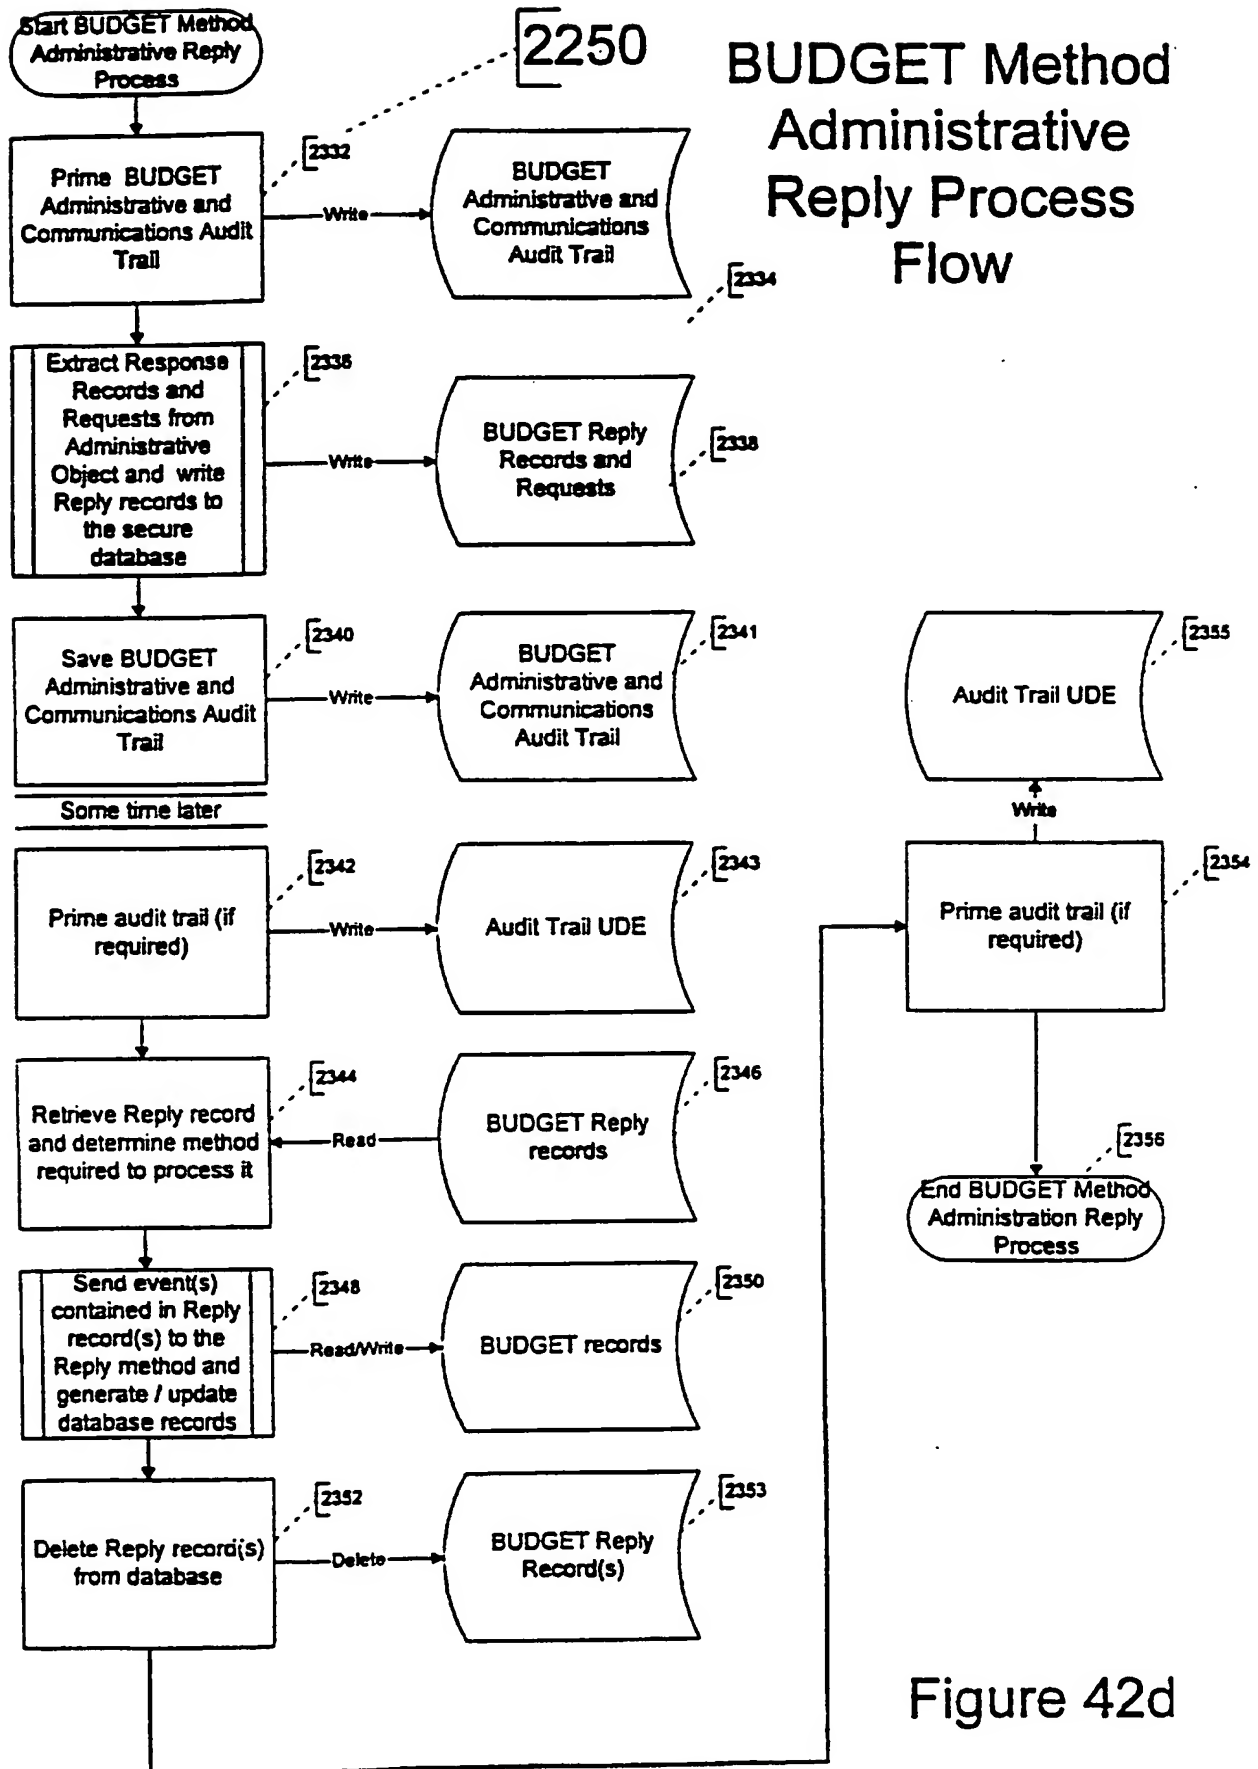 Start BUDGET Method
Administrative Reply
Process
2250
BUDGET Method
Administrative
Reply Process
Flow
Prime BUDGET
Administrative and
Communications Audit
Trail
2332
Write
BUDGET
Administrative and
Communications
Audit Trail
2334
Extract Response
Records and
Requests from
Administrative
Object and write
Reply records to
the secure
database
2336
Write
BUDGET Reply
Records and
Requests
2338
Save BUDGET
Administrative and
Communications Audit
Trail
2340
Write
BUDGET
Administrative and
Communications
Audit Trail
2341
Some time later
Prime audit trail (if
required)
2342
Write
Audit Trail UDE
2343
Retrieve Reply record
and determine method
required to process it
2344
Read
BUDGET Reply
records
2346
Send event(s)
contained in Reply
record(s) to the
Reply method and
generate / update
database records
2348
Read/Write
BUDGET records
2350
Delete Reply record(s)
from database
2352
Delete
BUDGET Reply
Record(s)
2353
Audit Trail UDE
2355
Write
Prime audit trail (if
required)
2354
2356
End BUDGET Method
Administration Reply
Process
Figure 42d